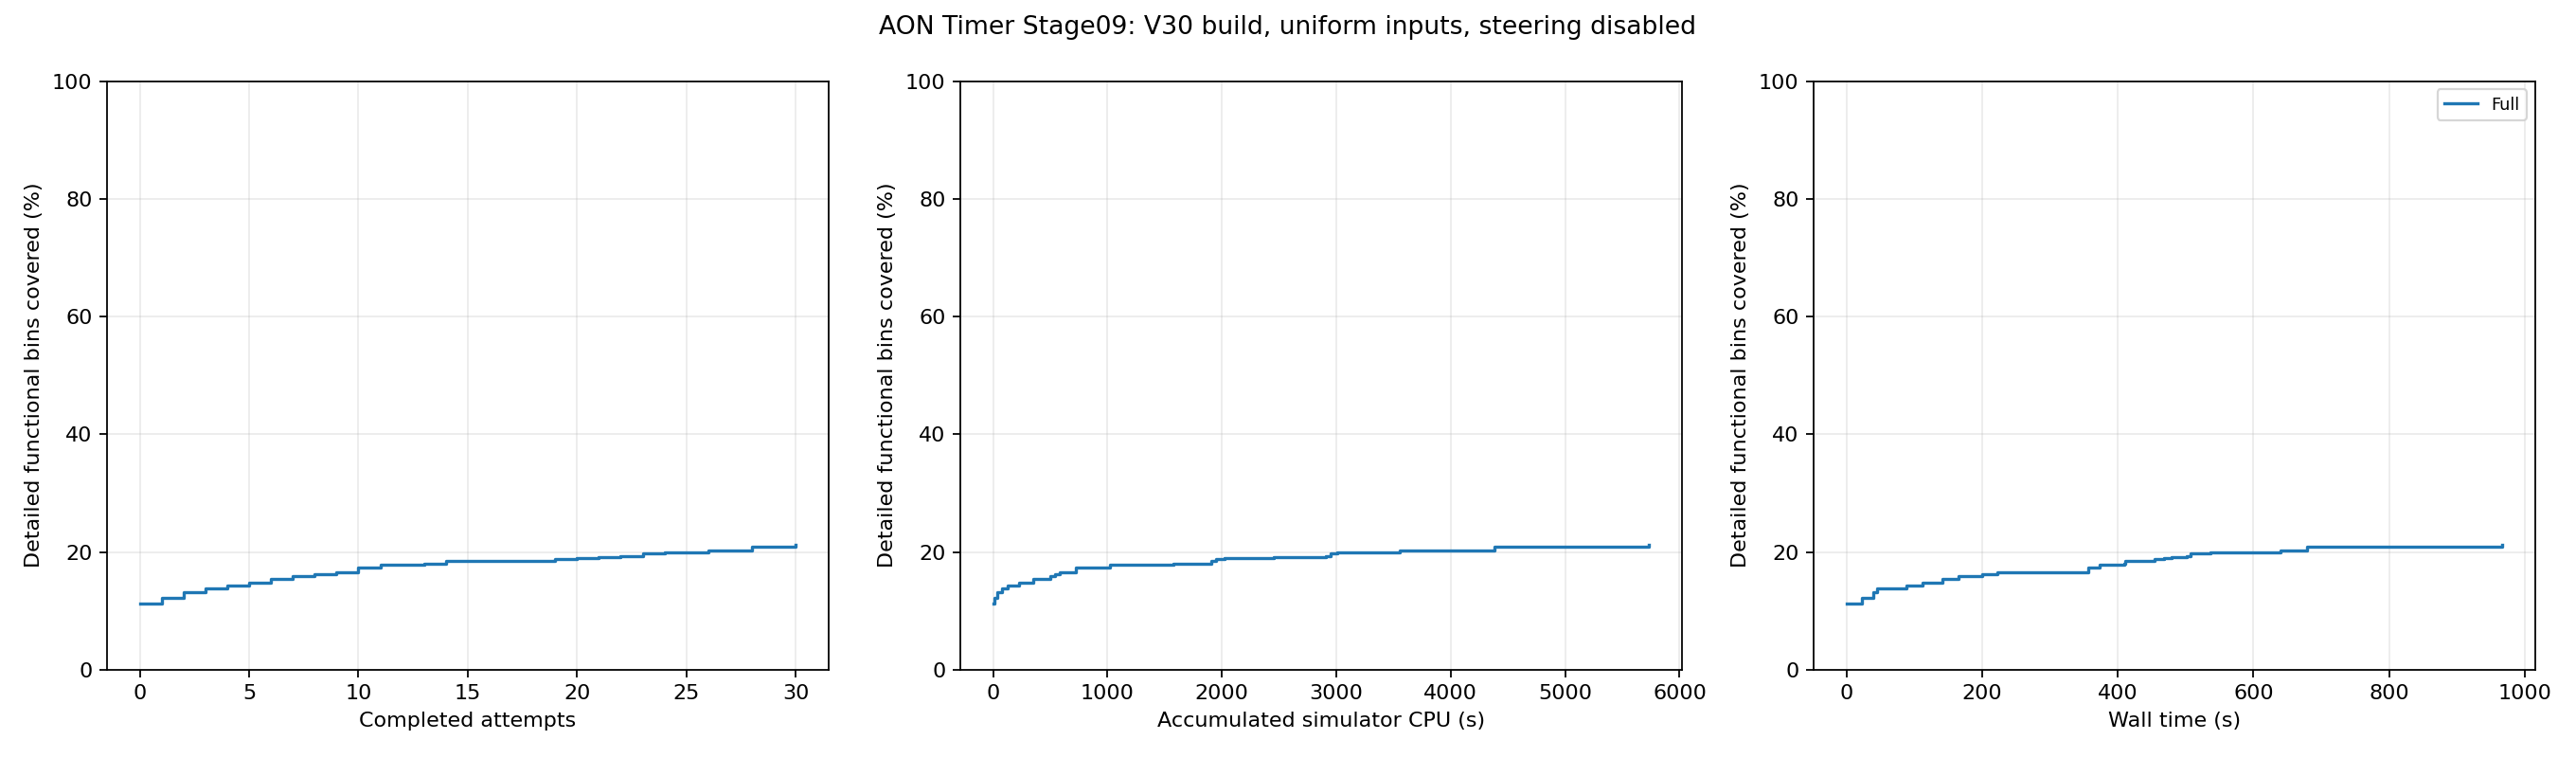 AON Timer Stage09: V30 build, uniform inputs, steering disabled
Detailed functional bins covered (%)
100
80
60
40
20
0
0 5 10 15 20 25 30
Completed attempts
Detailed functional bins covered (%)
100
80
60
40
20
0
0 1000 2000 3000 4000 5000 6000
Accumulated simulator CPU (s)
Detailed functional bins covered (%)
100
80
60
40
20
0
Full
0 200 400 600 800 1000
Wall time (s)